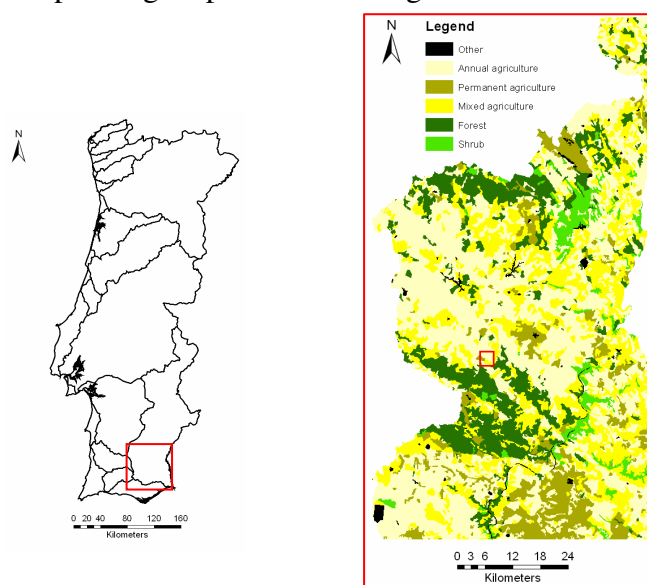 N
0 20 40 80 120 160
Kilometers
N
Legend
Other
Annual agriculture
Permanent agriculture
Mixed agriculture
Forest
Shrub
0 3 6 12 18 24
Kilometers